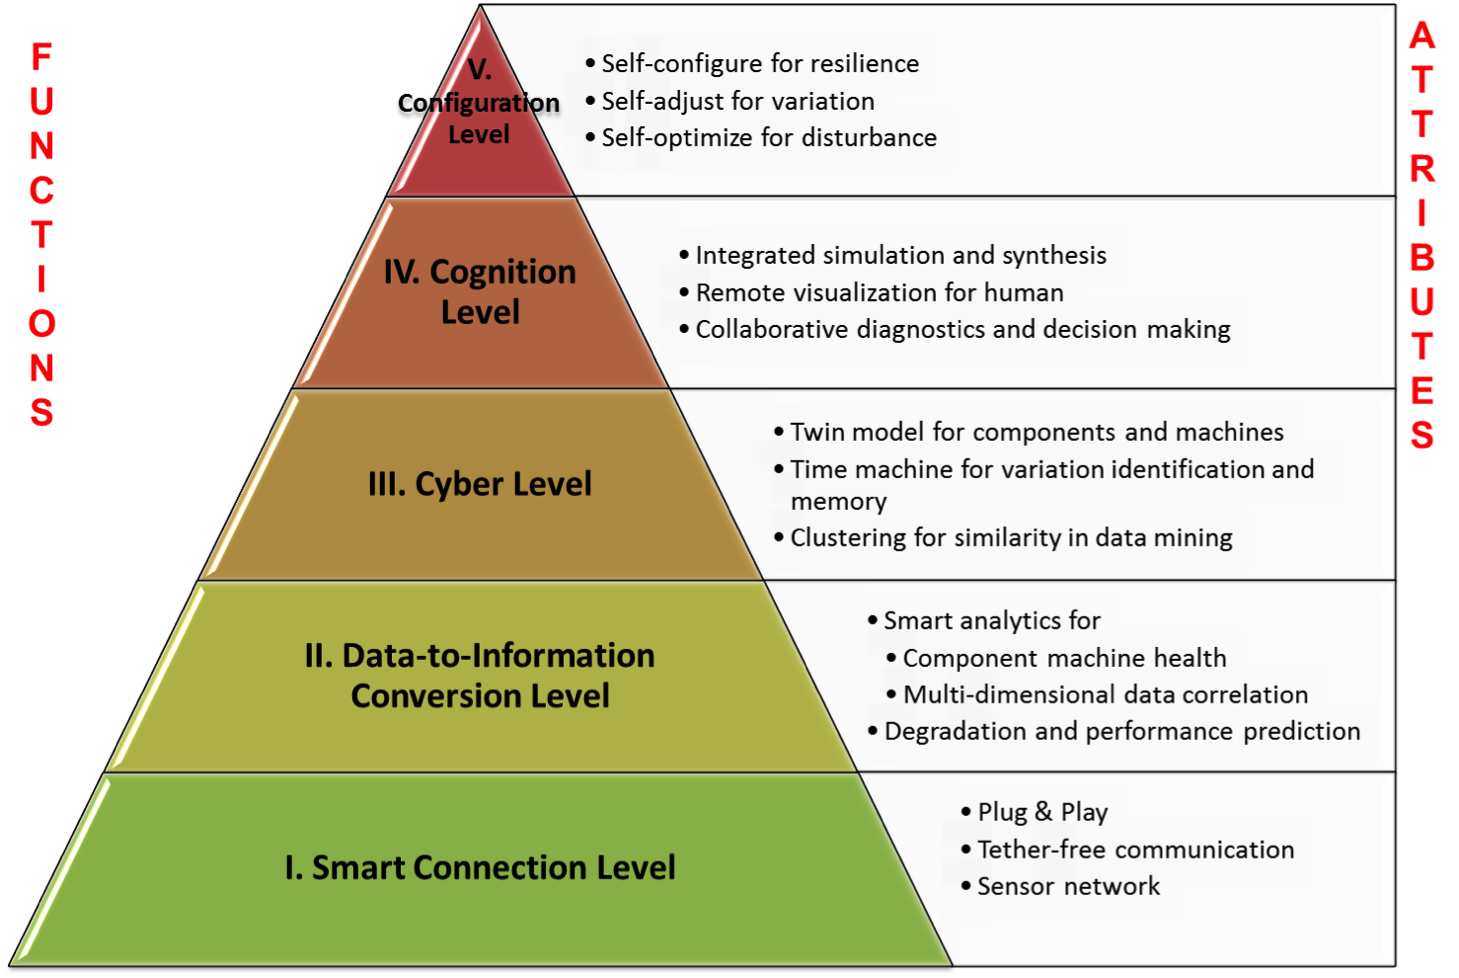 FUNCTIONS
V.
Configuration
Level
• Self-configure for resilience
• Self-adjust for variation
• Self-optimize for disturbance
IV. Cognition
Level
• Integrated simulation and synthesis
• Remote visualization for human
• Collaborative diagnostics and decision making
III. Cyber Level
• Twin model for components and machines
• Time machine for variation identification and
memory
• Clustering for similarity in data mining
II. Data-to-Information
Conversion Level
• Smart analytics for
• Component machine health
• Multi-dimensional data correlation
• Degradation and performance prediction
I. Smart Connection Level
• Plug & Play
• Tether-free communication
• Sensor network
ATTRIBUTES